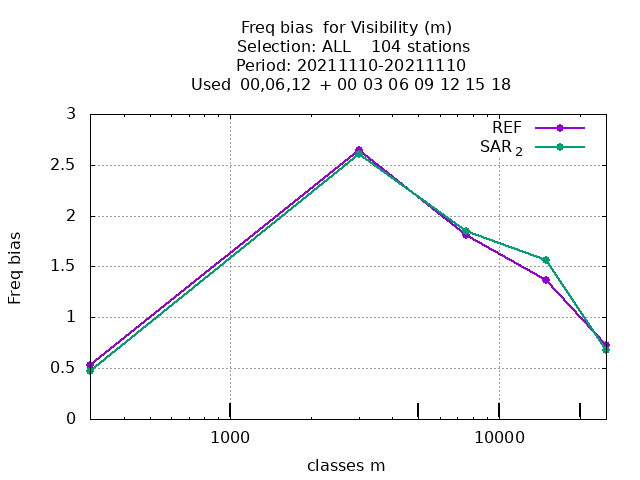 Freq bias  for Visibility (m)
Selection: ALL    104 stations
Period: 20211110-20211110
Used  00,06,12  + 00 03 06 09 12 15 18
REF
SAR 2
3
2.5
2
1.5
1
0.5
0
Freq bias
1000
10000
classes m